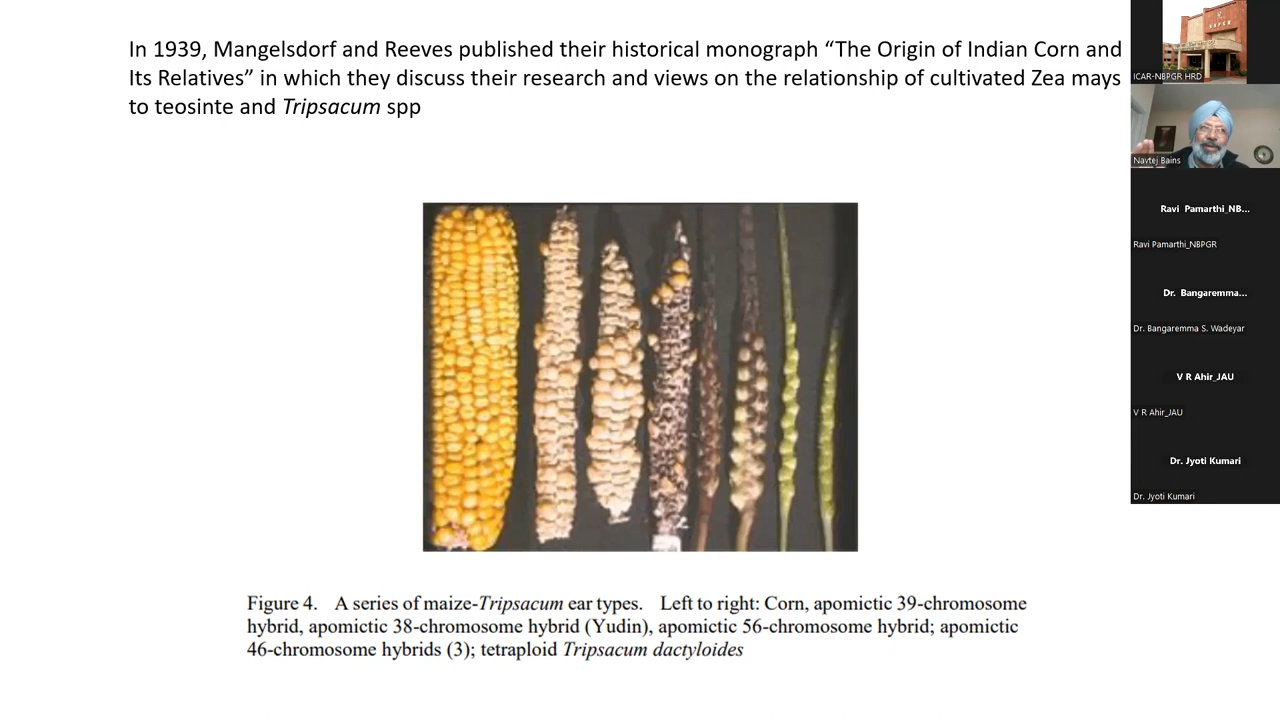 In 1939, Mangelsdorf and Reeves published their historical monograph “The Origin of Indian Corn and
Its Relatives” in which they discuss their research and views on the relationship of cultivated Zea mays
to teosinte and Tripsacum spp
Figure 4. A series of maize-Tripsacum ear types. Left to right: Corn, apomictic 39-chromosome
hybrid, apomictic 38-chromosome hybrid (Yudin), apomictic 56-chromosome hybrid; apomictic
46-chromosome hybrids (3); tetraploid Tripsacum dactyloides
ICAR-NBPGR HRD
Navtej Bains
Ravi Pamarthi_NB...
Ravi Pamarthi_NBPGR
Dr. Bangaremma...
Dr. Bangaremma S. Wadeyar
V R Ahir_JAU
V R Ahir_JAU
Dr. Jyoti Kumari
Dr. Jyoti Kumari